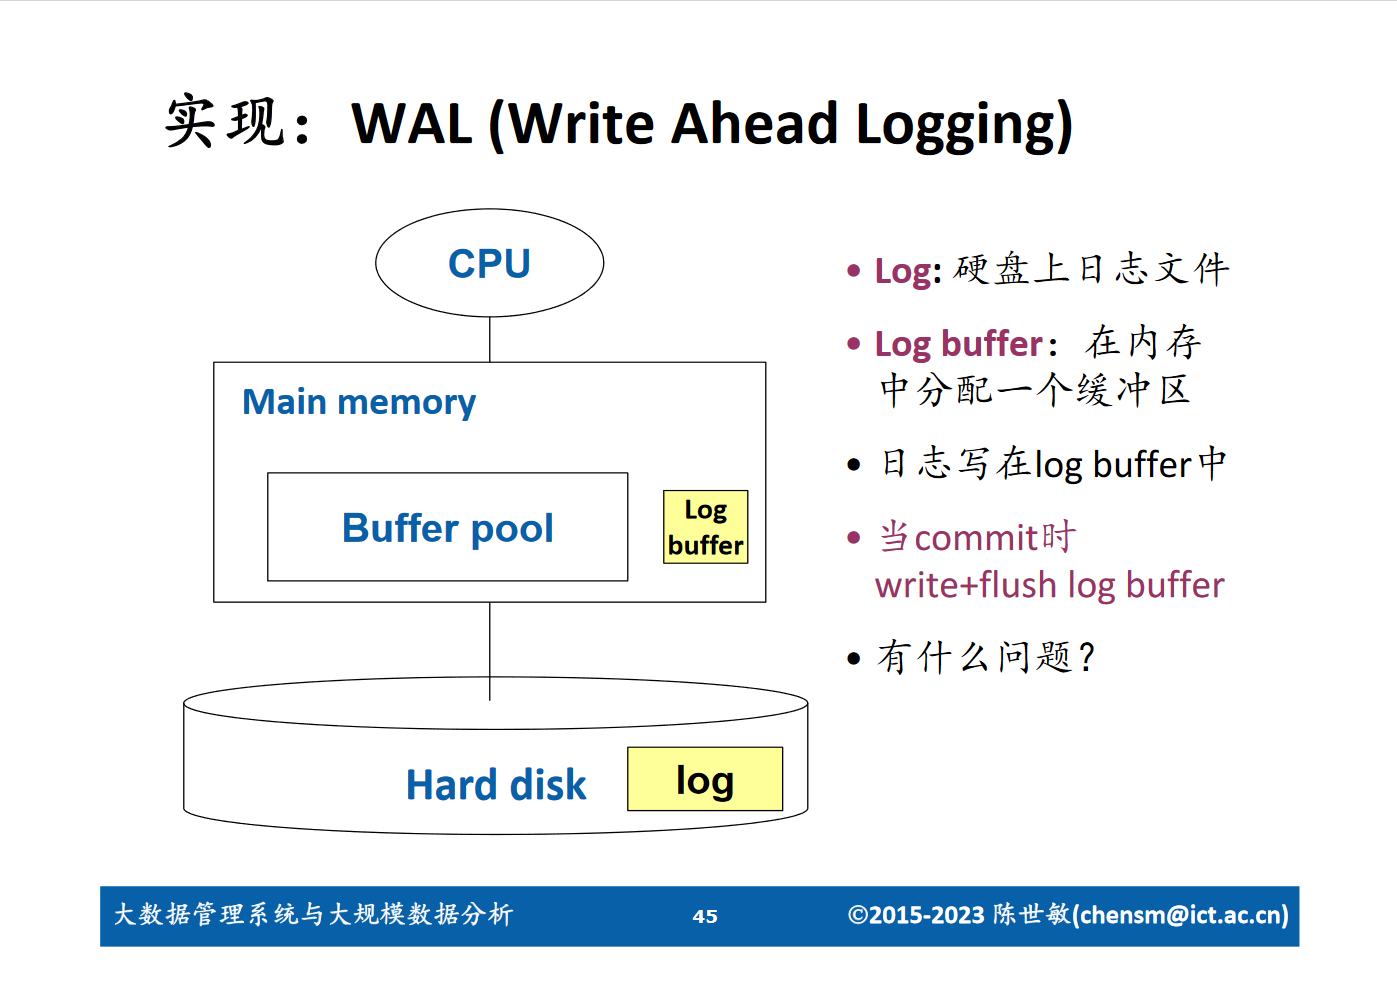 实现：WAL (Write Ahead Logging)
CPU
Main memory
Buffer pool
Log
buffer
Hard disk
log
• Log: 硬盘上日志文件
• Log buffer：在内存
中分配一个缓冲区
• 日志写在log buffer中
• 当commit时
write+flush log buffer
• 有什么问题？
大数据管理系统与大规模数据分析
45
©2015-2023 陈世敏(chensm@ict.ac.cn)